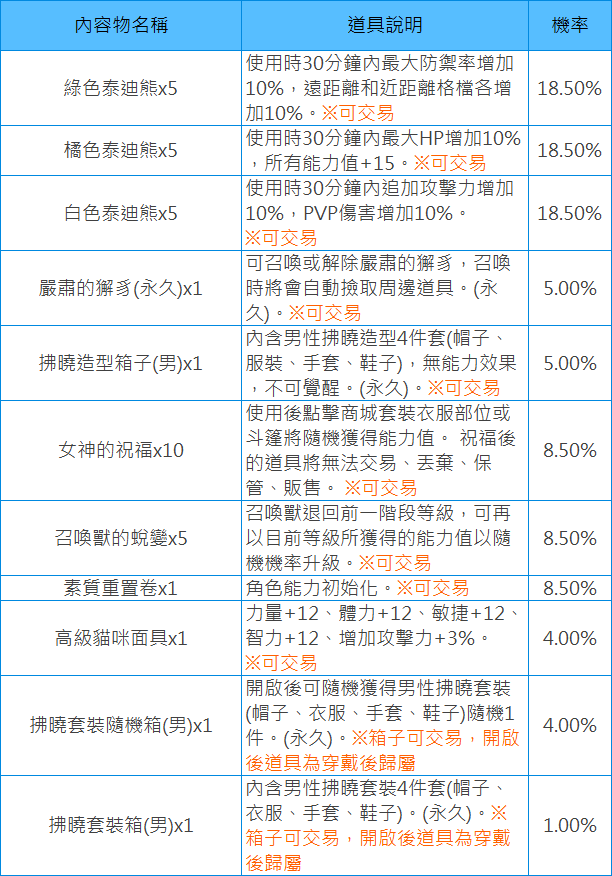 內容物名稱 道具說明 機率
綠色泰迪熊x5
使用時30分鐘內最大防禦率增加
10%，遠距離和近距離格檔各增
加10%。※可交易
18.50%
橘色泰迪熊x5
使用時30分鐘內最大HP增加10%
，所有能力值+15。※可交易
18.50%
白色泰迪熊x5
使用時30分鐘內追加攻擊力增加
10%，PVP傷害增加10%。
※可交易
18.50%
嚴肅的獬豸(永久)x1
可召喚或解除嚴肅的獬豸，召喚
時將會自動撿取周邊道具。(永
久)。※可交易
5.00%
拂曉造型箱子(男)x1
內含男性拂曉造型4件套(帽子、
服裝、手套、鞋子)，無能力效果
，不可覺醒。(永久)。※可交易
5.00%
女神的祝福x10
使用後點擊商城套裝衣服部位或
斗篷將隨機獲得能力值。 祝福後
的道具將無法交易、丟棄、保
管、販售。 ※可交易
8.50%
召喚獸的蛻變x5
召喚獸退回前一階段等級，可再
以目前等級所獲得的能力值以隨
機機率升級。※可交易
8.50%
素質重置卷x1
角色能力初始化。※可交易
8.50%
高級貓咪面具x1
力量+12、體力+12、敏捷+12、
智力+12、增加攻擊力+3%。
※可交易
4.00%
拂曉套裝隨機箱(男)x1
開啟後可隨機獲得男性拂曉套裝
(帽子、衣服、手套、鞋子)隨機1
件。(永久)。※箱子可交易，開啟
後道具為穿戴後歸屬
4.00%
拂曉套裝箱(男)x1
內含男性拂曉套裝4件套(帽子、
衣服、手套、鞋子)。(永久)。※
箱子可交易，開啟後道具為穿戴
後歸屬
1.00%